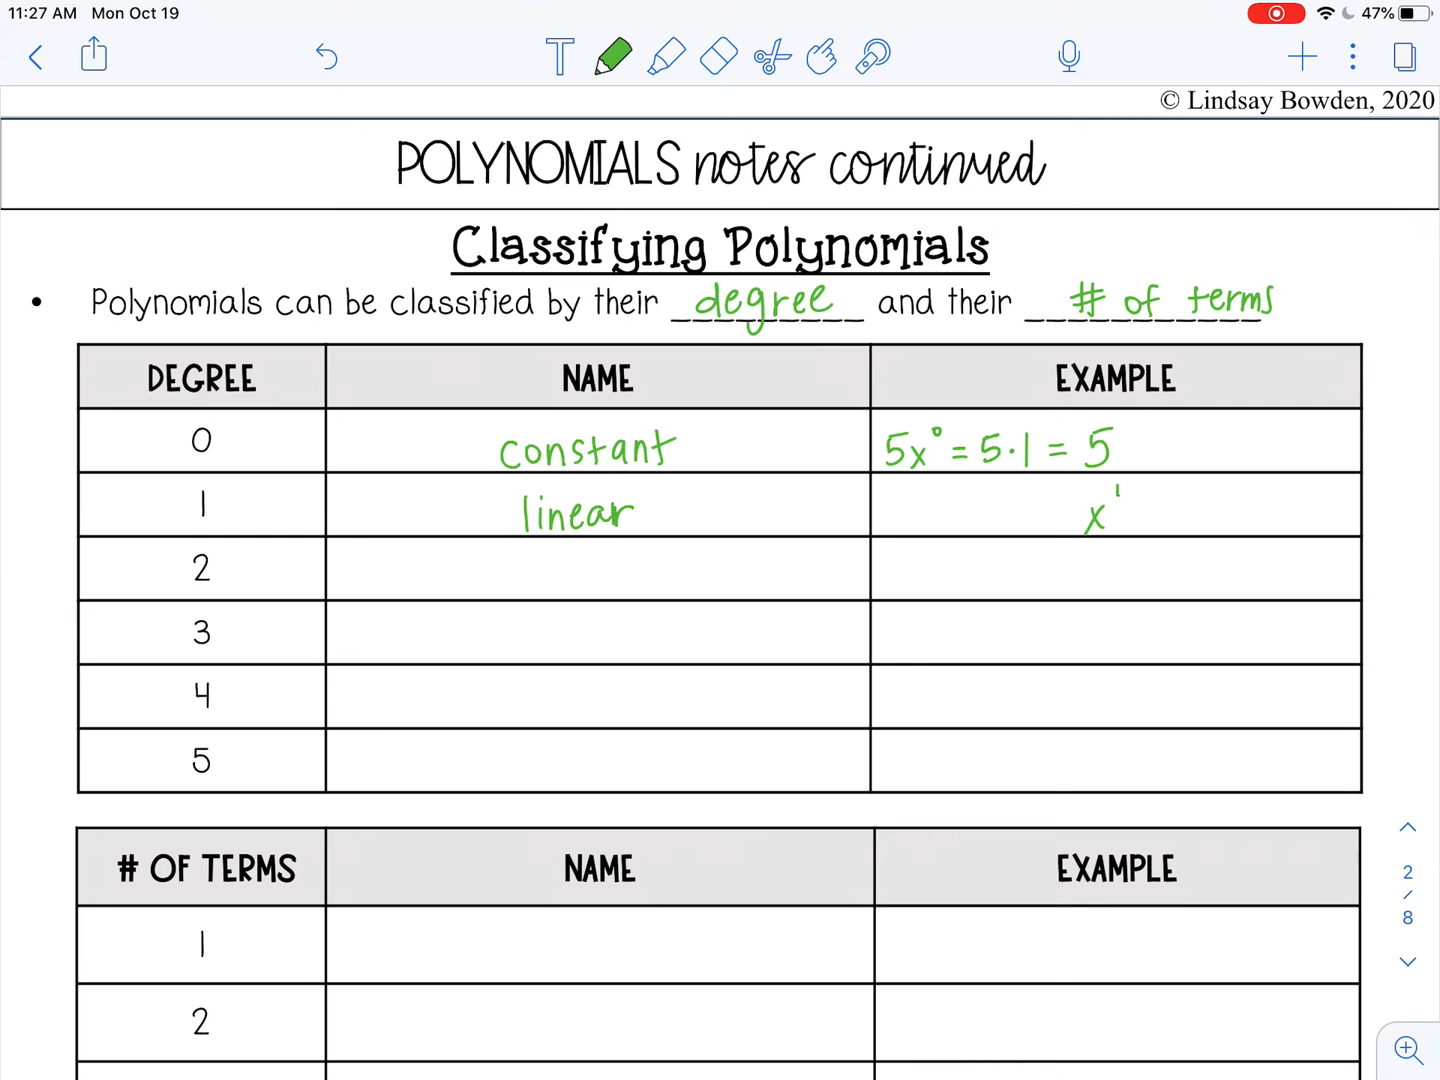 11:27 AM Mon Oct 19 47%
© Lindsay Bowden, 2020
POLYNOMIALS notes continued
Classifying Polynomials
• Polynomials can be classified by their degree and their # of terms
DEGREE NAME EXAMPLE
0 constant 5x⁰ = 5·1 = 5
1 linear x¹
2
3
4
5
# OF TERMS NAME EXAMPLE
1
2
2
/
8